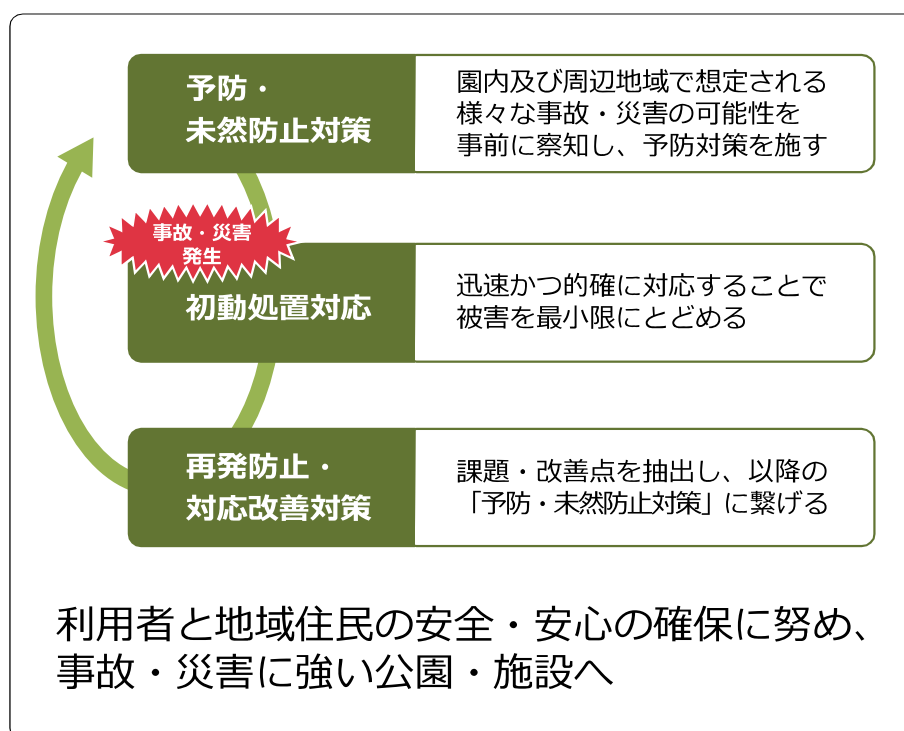 予防・
未然防止対策
園内及び周辺地域で想定される
様々な事故・災害の可能性を
事前に察知し、予防対策を施す
事故・災害
発生
初動処置対応
迅速かつ的確に対応することで
被害を最小限にとどめる
再発防止・
対応改善対策
課題・改善点を抽出し、以降の
「予防・未然防止対策」に繋げる
利用者と地域住民の安全・安心の確保に努め、
事故・災害に強い公園・施設へ